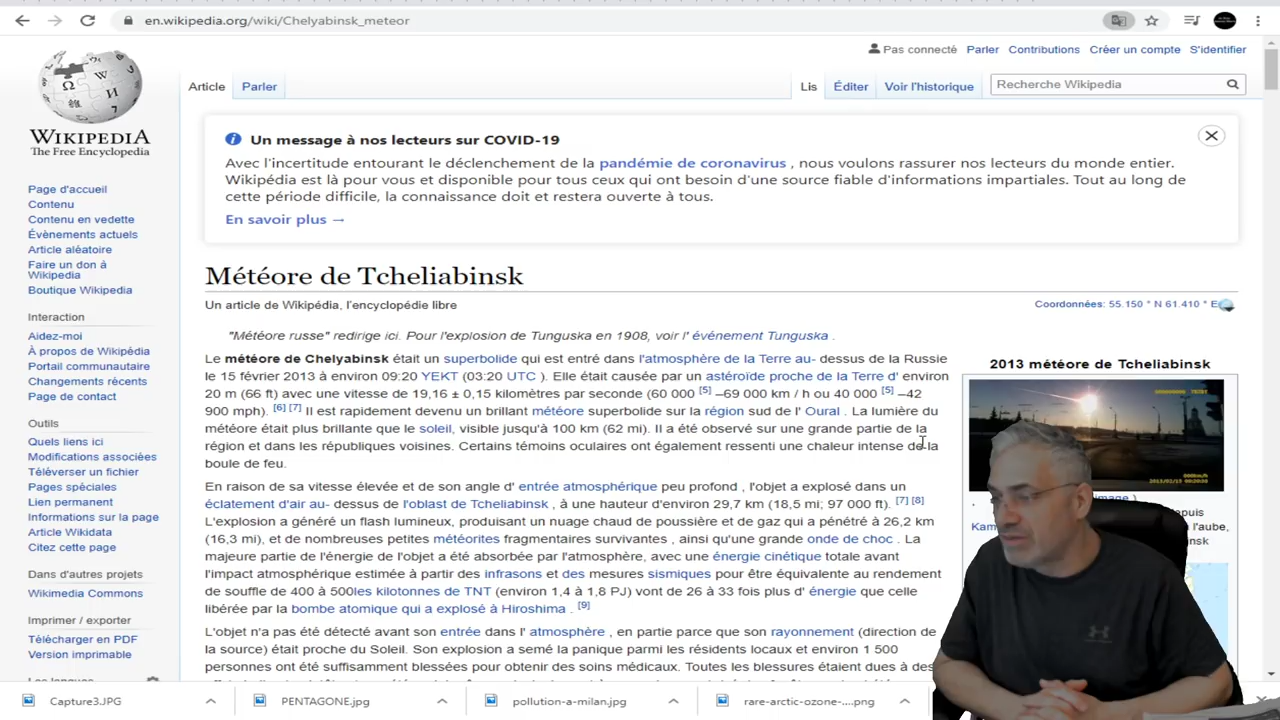 en.wikipedia.org/wiki/Chelyabinsk_meteor
Pas connecté Parler Contributions Créer un compte S'identifier
Article Parler Lis Éditer Voir l'historique Recherche Wikipedia
WIKIPEDIA
The Free Encyclopedia
Page d'accueil
Contenu
Contenu en vedette
Évènements actuels
Article aléatoire
Faire un don à
Wikipedia
Boutique Wikipedia
Interaction
Aidez-moi
À propos de Wikipédia
Portail communautaire
Changements récents
Page de contact
Outils
Quels liens ici
Modifications associées
Téléverser un fichier
Pages spéciales
Lien permanent
Informations sur la page
Article Wikidata
Citez cette page
Dans d'autres projets
Wikimedia Commons
Imprimer / exporter
Télécharger en PDF
Version imprimable
Un message à nos lecteurs sur COVID-19
Avec l'incertitude entourant le déclenchement de la pandémie de coronavirus , nous voulons rassurer nos lecteurs du monde entier.
Wikipédia est là pour vous et disponible pour tous ceux qui ont besoin d'une source fiable d'informations impartiales. Tout au long de
cette période difficile, la connaissance doit et restera ouverte à tous.
En savoir plus →
Météore de Tcheliabinsk
Un article de Wikipédia, l'encyclopédie libre
Coordonnées: 55.150 ° N 61.410 ° E
"Météore russe" redirige ici. Pour l'explosion de Tunguska en 1908, voir l' événement Tunguska .
Le météore de Chelyabinsk était un superbolide qui est entré dans l'atmosphère de la Terre au- dessus de la Russie
le 15 février 2013 à environ 09:20 YEKT (03:20 UTC ). Elle était causée par un astéroïde proche de la Terre d' environ
20 m (66 ft) avec une vitesse de 19,16 ± 0,15 kilomètres par seconde (60 000 [5] –69 000 km / h ou 40 000 [5] –42
900 mph). [6] [7] Il est rapidement devenu un brillant météore superbolide sur la région sud de l' Oural . La lumière du
météore était plus brillante que le soleil, visible jusqu'à 100 km (62 mi). Il a été observé sur une grande partie de la
région et dans les républiques voisines. Certains témoins oculaires ont également ressenti une chaleur intense de la
boule de feu.
En raison de sa vitesse élevée et de son angle d' entrée atmosphérique peu profond , l'objet a explosé dans un
éclatement d'air au- dessus de l'oblast de Tcheliabinsk , à une hauteur d'environ 29,7 km (18,5 mi; 97 000 ft). [7] [8]
L'explosion a généré un flash lumineux, produisant un nuage chaud de poussière et de gaz qui a pénétré à 26,2 km
(16,3 mi), et de nombreuses petites météorites fragmentaires survivantes , ainsi qu'une grande onde de choc . La
majeure partie de l'énergie de l'objet a été absorbée par l'atmosphère, avec une énergie cinétique totale avant
l'impact atmosphérique estimée à partir des infrasons et des mesures sismiques pour être équivalente au rendement
de souffle de 400 à 500les kilotonnes de TNT (environ 1,4 à 1,8 PJ) vont de 26 à 33 fois plus d' énergie que celle
libérée par la bombe atomique qui a explosé à Hiroshima . [9]
L'objet n'a pas été détecté avant son entrée dans l' atmosphère , en partie parce que son rayonnement (direction de
la source) était proche du Soleil. Son explosion a semé la panique parmi les résidents locaux et environ 1 500
personnes ont été suffisamment blessées pour obtenir des soins médicaux. Toutes les blessures étaient dues à des
2013 météore de Tcheliabinsk
image )
depuis
Kam
l'aube,
nsk
Capture3.JPG
PENTAGONE.jpg
pollution-a-milan.jpg
rare-arctic-ozone-....png